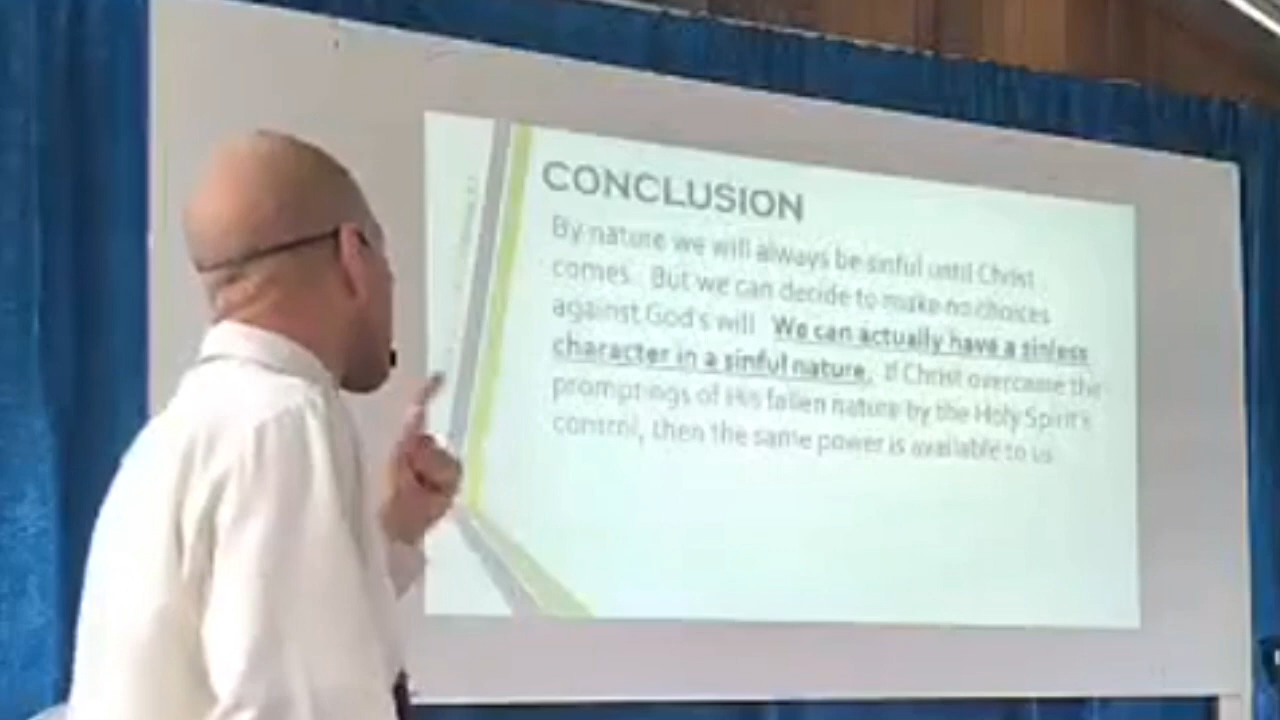 CONCLUSION
By nature we will always be sinful until Christ
comes. But we can decide to make no choices
against God's will. We can actually have a sinless
character in a sinful nature. If Christ overcame the
promptings of His fallen nature by the Holy Spirit's
control, then the same power is available to us